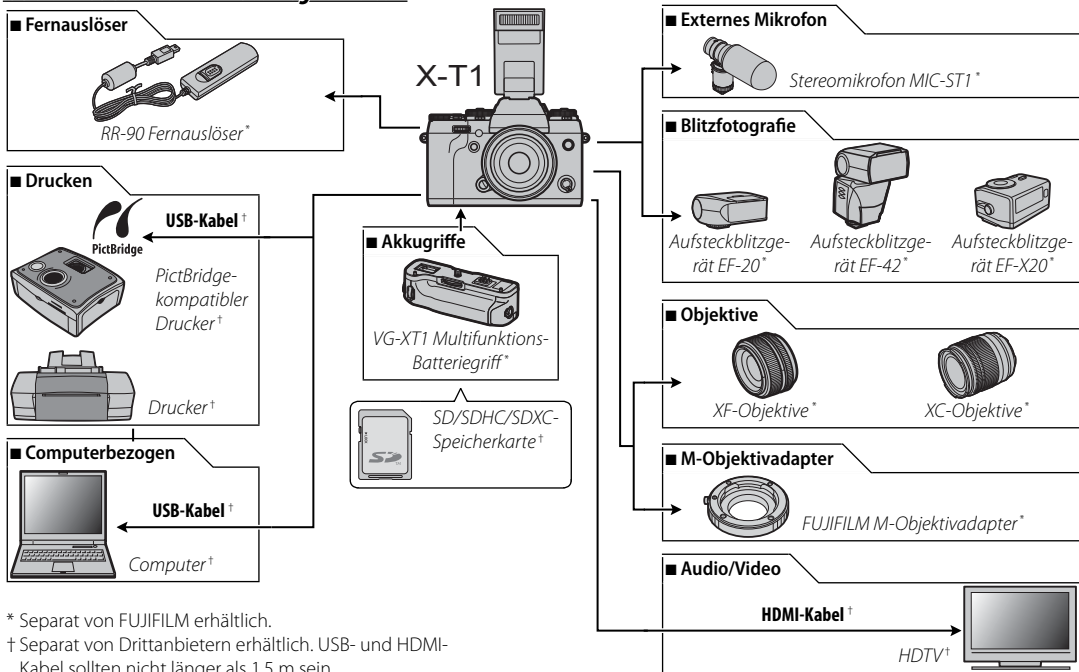 ■ Fernauslöser
RR-90 Fernauslöser*
X-T1
■ Externes Mikrofon
Stereomikrofon MIC-ST1*
■ Blitzfotografie
Aufsteckblitzge-
rät EF-20*
Aufsteckblitzge-
rät EF-42*
Aufsteckblitzge-
rät EF-X20*
■ Drucken
PictBridge
USB-Kabel†
PictBridge-
kompatibler
Drucker†
Drucker†
■ Akkugriffe
VG-XT1 Multifunktions-
Batteriegriff*
SD/SDHC/SDXC-
Speicherkarte†
■ Objektive
XF-Objektive*
XC-Objektive*
■ Computerbezogen
USB-Kabel†
Computer†
■ M-Objektivadapter
FUJIFILM M-Objektivadapter*
■ Audio/Video
HDMI-Kabel†
HDTV†
* Separat von FUJIFILM erhältlich.
† Separat von Drittanbietern erhältlich. USB- und HDMI-
Kabel sollten nicht länger als 1,5 m sein.